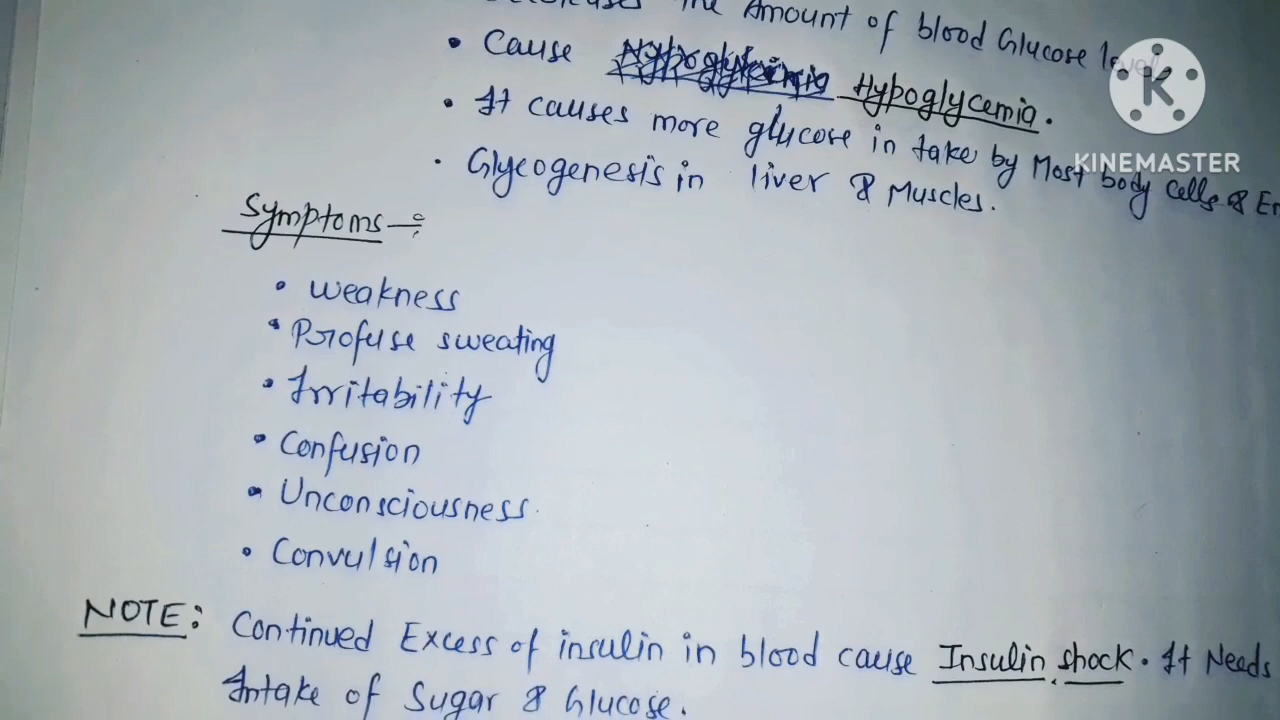 the Amount of blood Glucose level
• Cause Hypoglycemia.
• It causes more glucose in take by Most body Cells &
• Glycogenesis in liver & Muscles.
Symptoms -:
• Weakness
• Profuse sweating
• Irritability
• Confusion
• Unconsciousness.
• Convulsion
NOTE: Continued Excess of insulin in blood cause Insulin shock. It Needs
Intake of Sugar & Glucose.
K
KINEMASTER